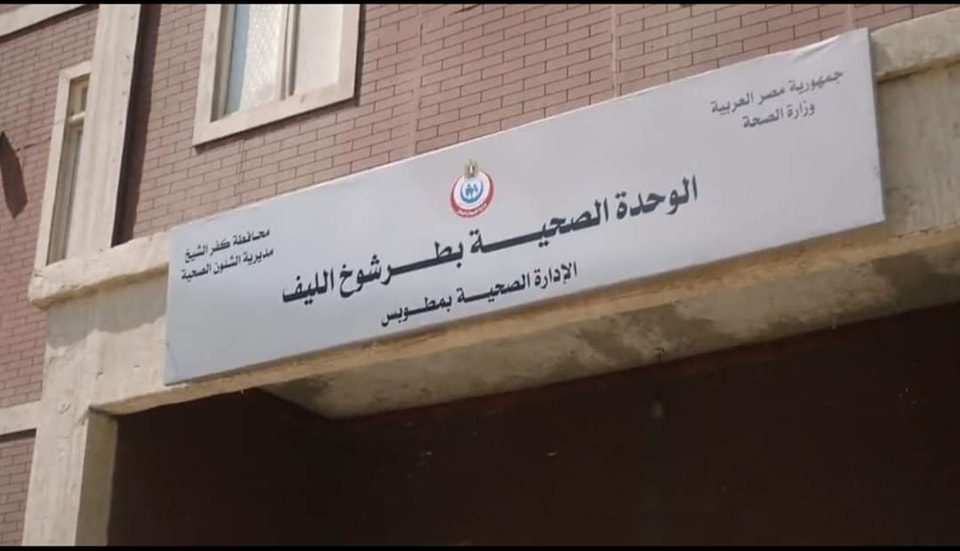 جمهورية مصر العربية
وزارة الصحة
محافظة كفر الشيخ
مديرية الشئون الصحية
الوحدة الصحية بطرشوخ الليف
الإدارة الصحية بمطوبس